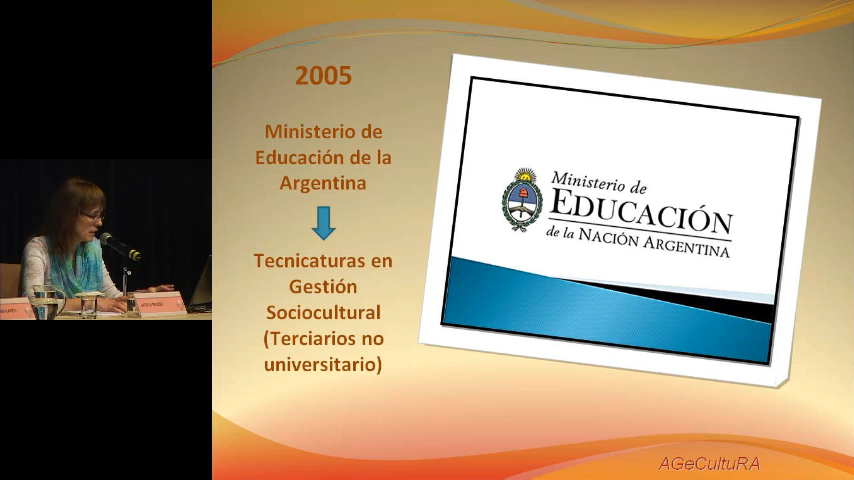 2005
Ministerio de
Educación de la
Argentina
Tecnicaturas en
Gestión
Sociocultural
(Terciarios no
universitario)
Ministerio de
EDUCACIÓN
de la NACIÓN ARGENTINA
AGeCultuRA